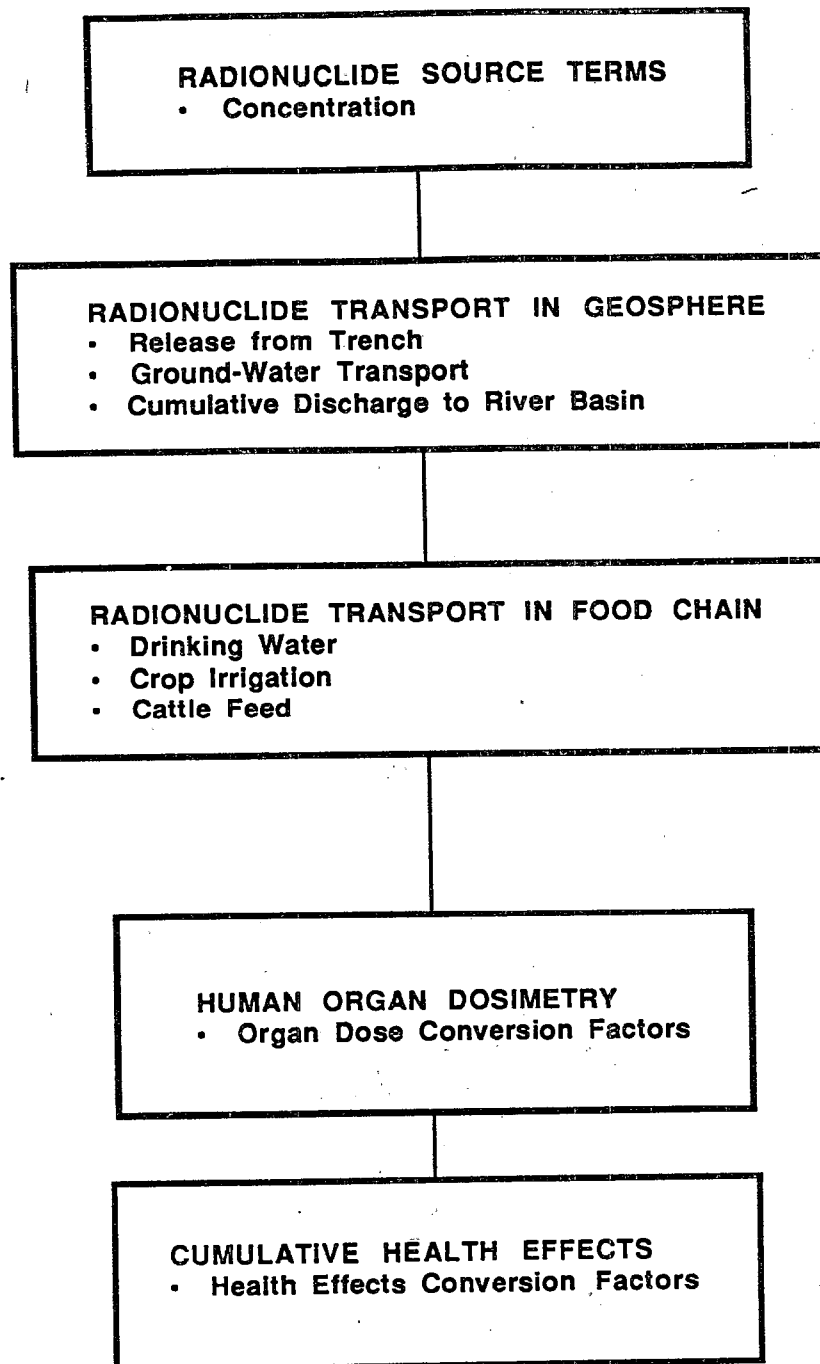 RADIONUCLIDE SOURCE TERMS
• Concentration
RADIONUCLIDE TRANSPORT IN GEOSPHERE
• Release from Trench
• Ground-Water Transport
• Cumulative Discharge to River Basin
RADIONUCLIDE TRANSPORT IN FOOD CHAIN
• Drinking Water
• Crop Irrigation
• Cattle Feed
HUMAN ORGAN DOSIMETRY
• Organ Dose Conversion Factors
CUMULATIVE HEALTH EFFECTS
• Health Effects Conversion Factors